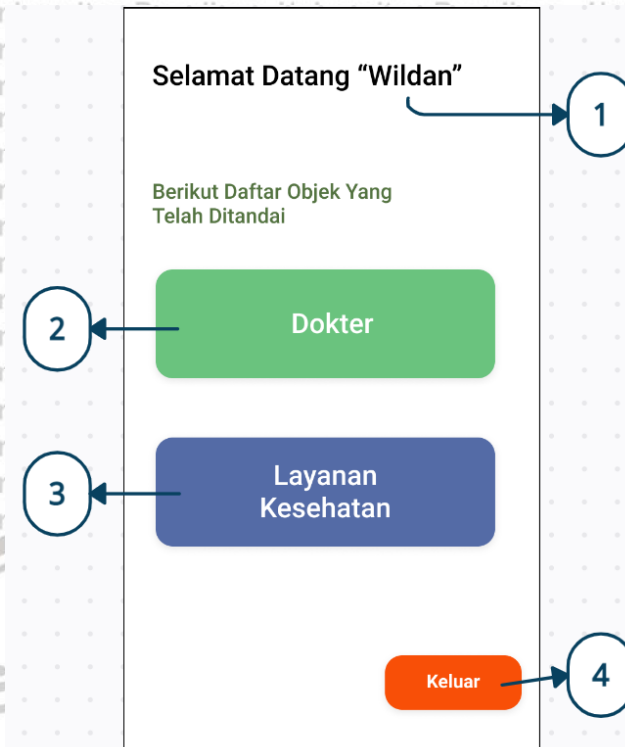 Selamat Datang “Wildan”
1
Berikut Daftar Objek Yang
Telah Ditandai
2
Dokter
3
Layanan
Kesehatan
Keluar
4